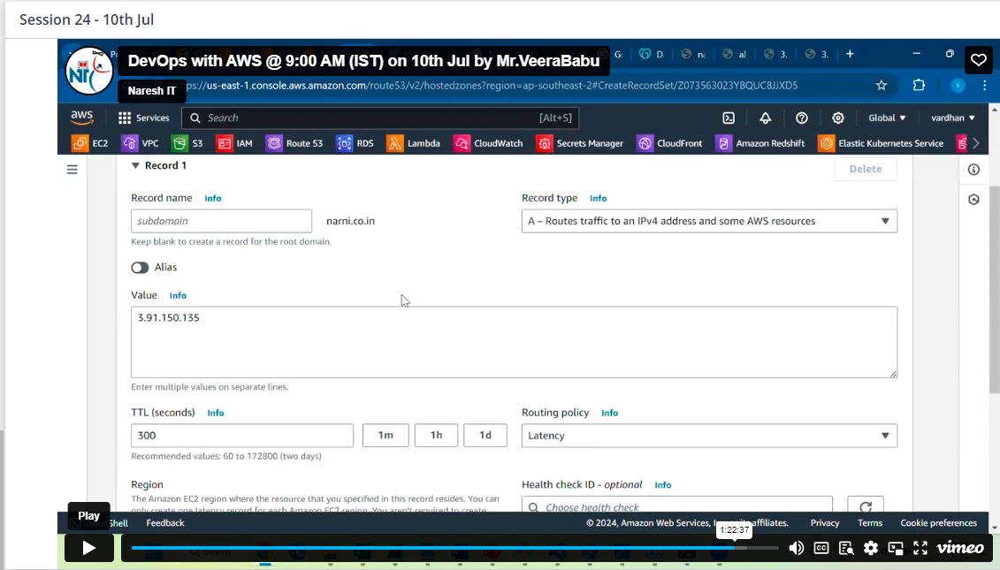 Session 24 - 10th Jul
DevOps with AWS @ 9:00 AM (IST) on 10th Jul by Mr.VeeraBabu
Naresh IT
NIT
ps://us-east-1.console.aws.amazon.com/route53/v2/hostedzones?region=ap-southeast-2#CreateRecordSet/Z073563023YBQUC8JJXD5
aws Services Search [Alt+S] Global vardhan
EC2 VPC S3 IAM Route 53 RDS Lambda CloudWatch Secrets Manager CloudFront Amazon Redshift Elastic Kubernetes Service
Record 1 Delete
Record name Info Record type Info
subdomain narni.co.in A – Routes traffic to an IPv4 address and some AWS resources
Keep blank to create a record for the root domain.
Alias
Value Info
3.91.150.135
Enter multiple values on separate lines.
TTL (seconds) Info Routing policy Info
300 1m 1h 1d Latency
Recommended values: 60 to 172800 (two days)
Region Health check ID - optional Info
The Amazon EC2 region where the resource that you specified in this record resides. You can
only create one latency record for each Amazon EC2 region. You aren't required to create
Choose health check
Play
Shell Feedback © 2024, Amazon Web Services, affiliates. Privacy Terms Cookie preferences
1:22:37
CC vimeo